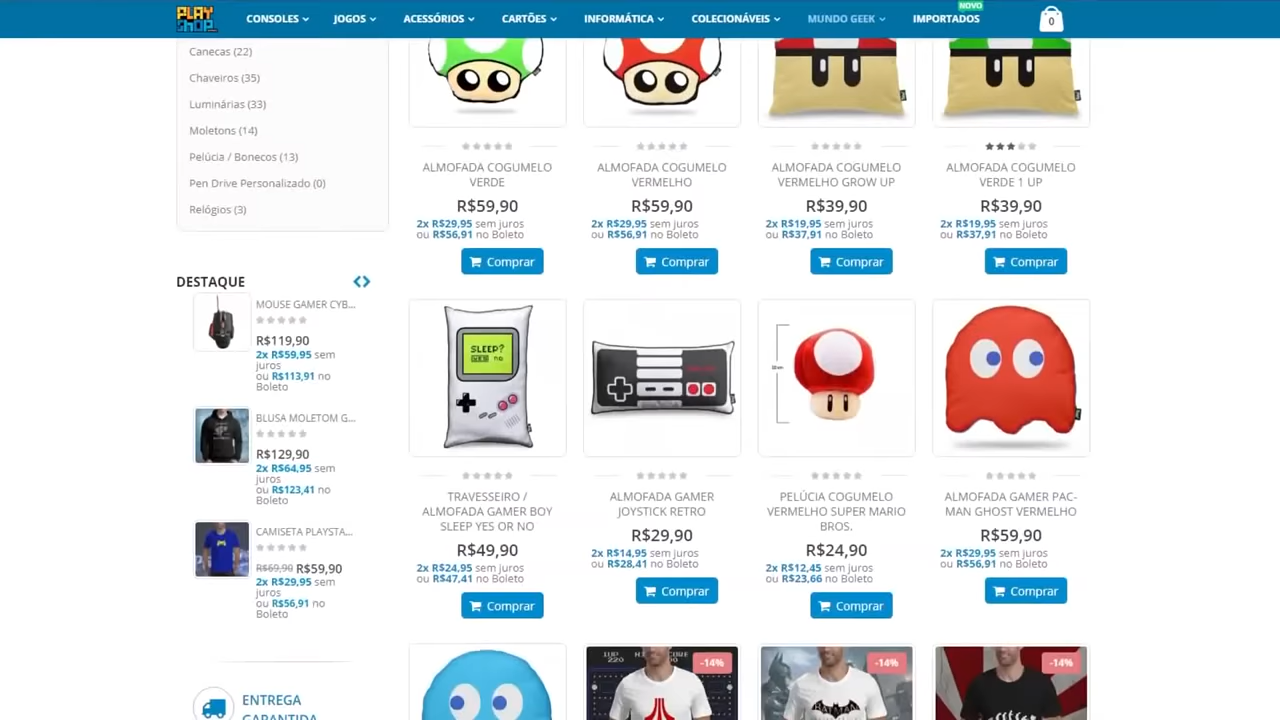 PLAY
SHOP
CONSOLES
JOGOS
ACESSÓRIOS
CARTÕES
INFORMÁTICA
COLECIONÁVEIS
MUNDO GEEK
IMPORTADOS
NOVO
0
Canecas (22)
Chaveiros (35)
Luminárias (33)
Moletons (14)
Pelúcia / Bonecos (13)
Pen Drive Personalizado (0)
Relógios (3)
DESTAQUE
MOUSE GAMER CYB...
R$119,90
2x R$59,95 sem
juros
ou R$113,91 no
Boleto
BLUSA MOLETOM G...
R$129,90
2x R$64,95 sem
juros
ou R$123,41 no
Boleto
CAMISETA PLAYSTA...
R$69,90 R$59,90
2x R$29,95 sem
juros
ou R$56,91 no
Boleto
ENTREGA
GARANTIDA
ALMOFADA COGUMELO
VERDE
R$59,90
2x R$29,95 sem juros
ou R$56,91 no Boleto
Comprar
ALMOFADA COGUMELO
VERMELHO
R$59,90
2x R$29,95 sem juros
ou R$56,91 no Boleto
Comprar
ALMOFADA COGUMELO
VERMELHO GROW UP
R$39,90
2x R$19,95 sem juros
ou R$37,91 no Boleto
Comprar
ALMOFADA COGUMELO
VERDE 1 UP
R$39,90
2x R$19,95 sem juros
ou R$37,91 no Boleto
Comprar
SLEEP?
YES no
TRAVESSEIRO /
ALMOFADA GAMER BOY
SLEEP YES OR NO
R$49,90
2x R$24,95 sem juros
ou R$47,41 no Boleto
Comprar
ALMOFADA GAMER
JOYSTICK RETRO
R$29,90
2x R$14,95 sem juros
ou R$28,41 no Boleto
Comprar
PELÚCIA COGUMELO
VERMELHO SUPER MARIO
BROS.
R$24,90
2x R$12,45 sem juros
ou R$23,66 no Boleto
Comprar
ALMOFADA GAMER PAC-
MAN GHOST VERMELHO
R$59,90
2x R$29,95 sem juros
ou R$56,91 no Boleto
Comprar
1UP
220
-14%
BATMAN
-14%
-14%